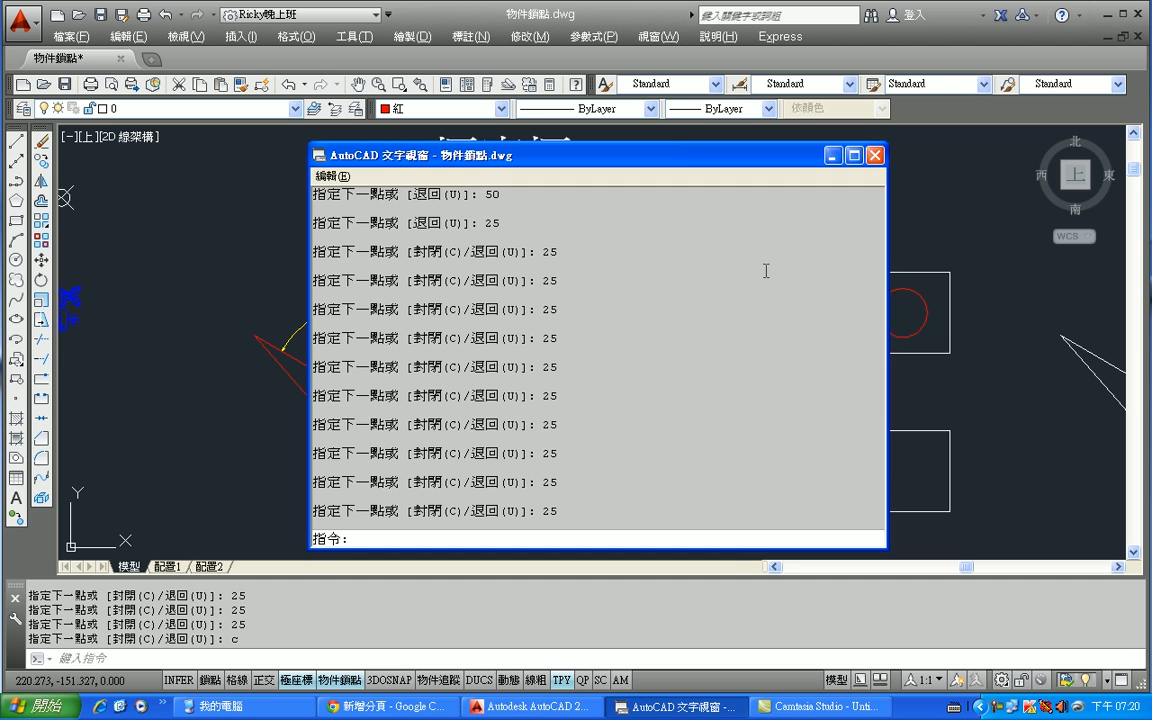 Ricky晚上班
物件鎖點.dwg
鍵入關鍵字或詞組
登入
檔案(F) 編輯(E) 檢視(V) 插入(I) 格式(O) 工具(T) 繪製(D) 標註(N) 修改(M) 參數式(P) 視窗(W) 說明(H) Express
物件鎖點*
Standard Standard Standard Standard
0 紅 ByLayer ByLayer 依顏色
[-][上][2D 線架構]
北
西 上 東
南
WCS
AutoCAD 文字視窗 - 物件鎖點.dwg
編輯(E)
指定下一點或 [退回(U)]: 50
指定下一點或 [退回(U)]: 25
指定下一點或 [封閉(C)/退回(U)]: 25
指定下一點或 [封閉(C)/退回(U)]: 25
指定下一點或 [封閉(C)/退回(U)]: 25
指定下一點或 [封閉(C)/退回(U)]: 25
指定下一點或 [封閉(C)/退回(U)]: 25
指定下一點或 [封閉(C)/退回(U)]: 25
指定下一點或 [封閉(C)/退回(U)]: 25
指定下一點或 [封閉(C)/退回(U)]: 25
指定下一點或 [封閉(C)/退回(U)]: 25
指定下一點或 [封閉(C)/退回(U)]: 25
指令:
Y
X
模型 配置1 配置2
指定下一點或 [封閉(C)/退回(U)]: 25
指定下一點或 [封閉(C)/退回(U)]: 25
指定下一點或 [封閉(C)/退回(U)]: 25
指定下一點或 [封閉(C)/退回(U)]: c
鍵入指令
220.273, -151.327, 0.000 INFER 鎖點 格線 正交 極座標 物件鎖點 3DOSNAP 物件追蹤 DUCS 動態 線粗 TPY QP SC AM 模型 1:1
開始 我的電腦 新增分頁 - Google C... Autodesk AutoCAD 2... AutoCAD 文字視窗 -... Camtasia Studio - Unti... 下午 07:20